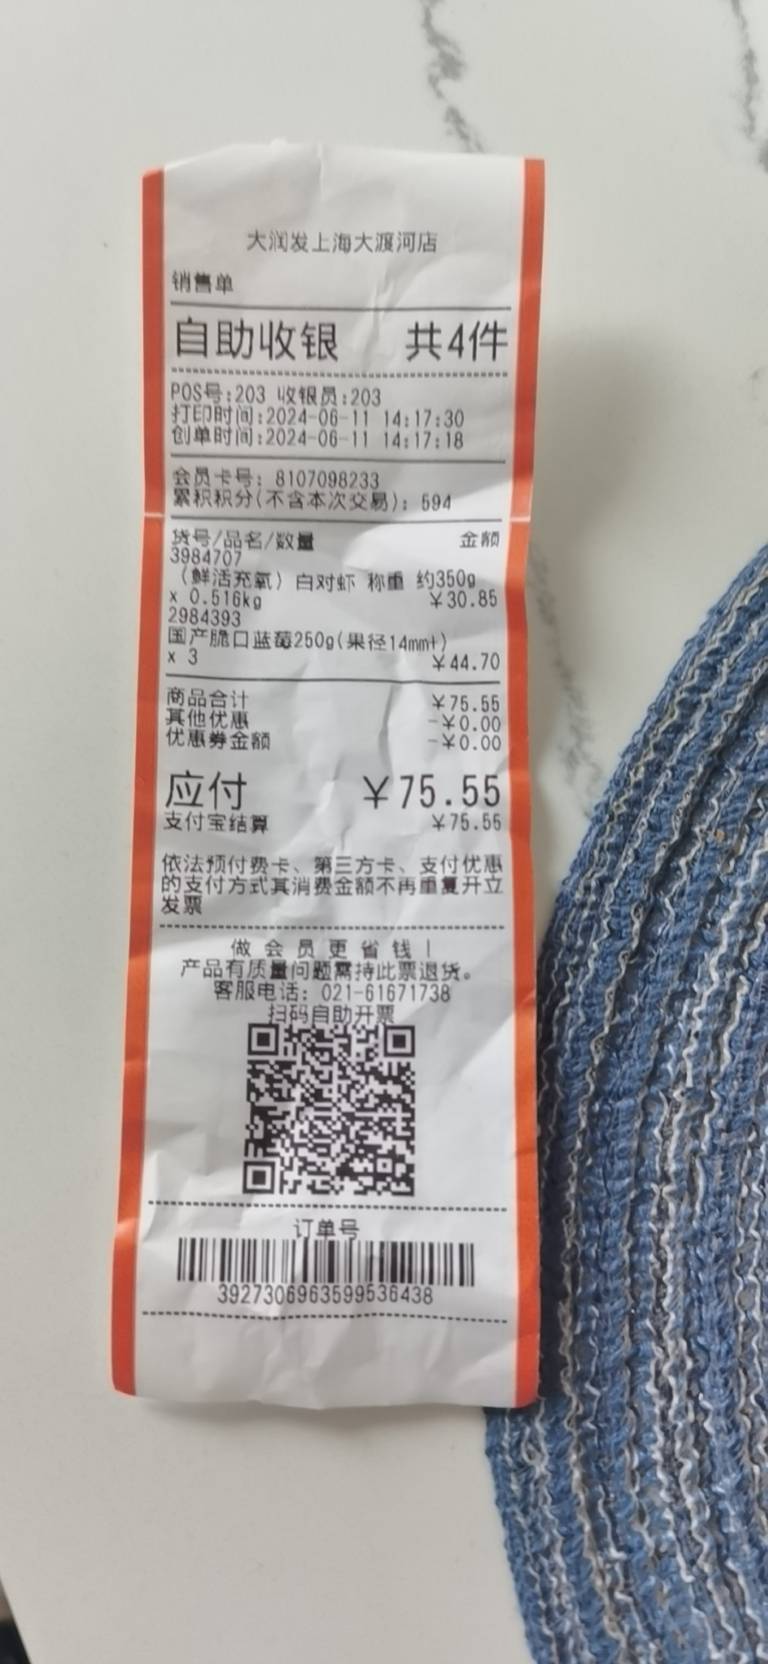 大润发上海大渡河店
销售单
自助收银 共4件
POS号:203 收银员:203
打印时间:2024-06-11 14:17:30
创单时间:2024-06-11 14:17:18
会员卡号: 8107098233
累积积分(不含本次交易): 594
货号/品名/数量 金额
3984707
(鲜活充氧) 白对虾 称重 约350g
x 0.516kg ￥30.85
2984393
国产脆口蓝莓250g(果径14mm+)
x 3 ￥44.70
商品合计 ￥75.55
其他优惠 -￥0.00
优惠券金额 -￥0.00
应付 ￥75.55
支付宝结算 ￥75.55
依法预付费卡、第三方卡、支付优惠
的支付方式其消费金额不再重复开立
发票
做 会 员 更 省 钱 !
产品有质量问题需持此票退货。
客服电话: 021-61671738
扫码自助开票
订单号
3927306963599536438